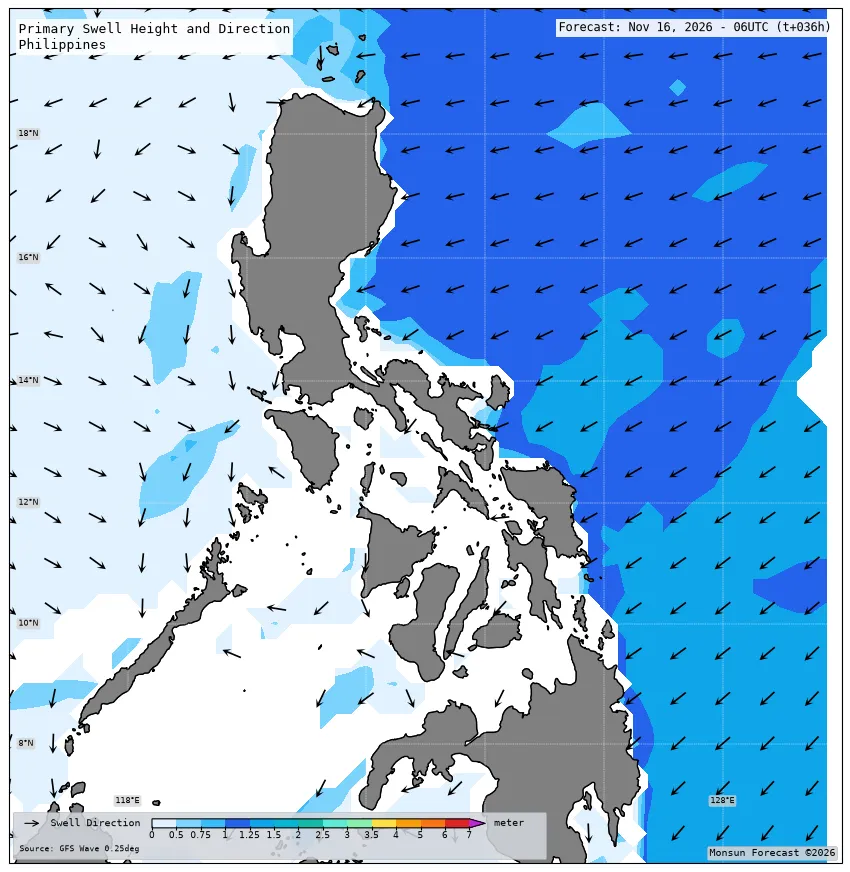 Primary Swell Height and Direction
Philippines
Forecast: Nov 16, 2026 - 06UTC (t+036h)
18°N
16°N
14°N
12°N
10°N
8°N
118°E
128°E
Swell Direction
0 0.5 0.75 1 1.25 1.5 2 2.5 3 3.5 4 5 6 7 meter
Source: GFS Wave 0.25deg
Monsun Forecast ©2026